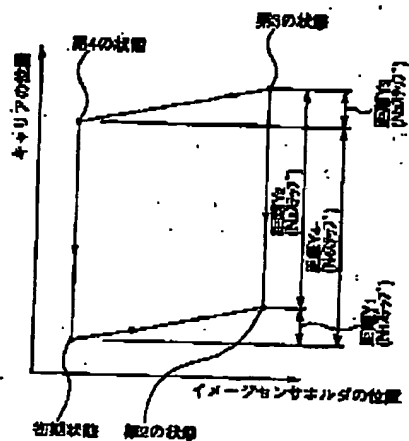 第4の状態
第3の状態
キャリアの位置
距離Y3
距離Y2
距離Y4
距離Y1
イメージセンサホルダの位置
初期状態
第2の状態